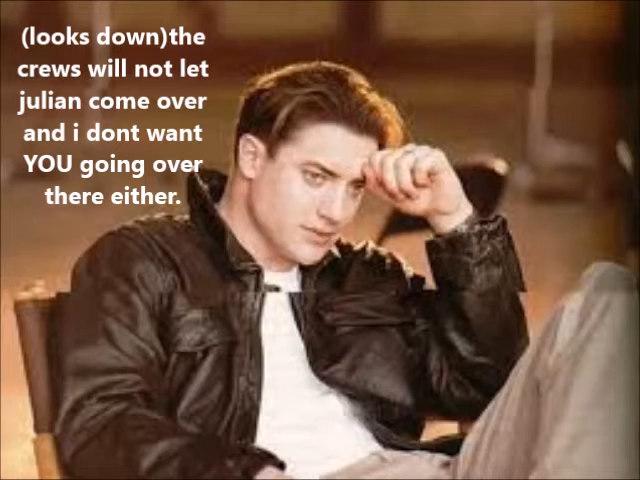 (looks down)the
crews will not let
julian come over
and i dont want
YOU going over
there either.